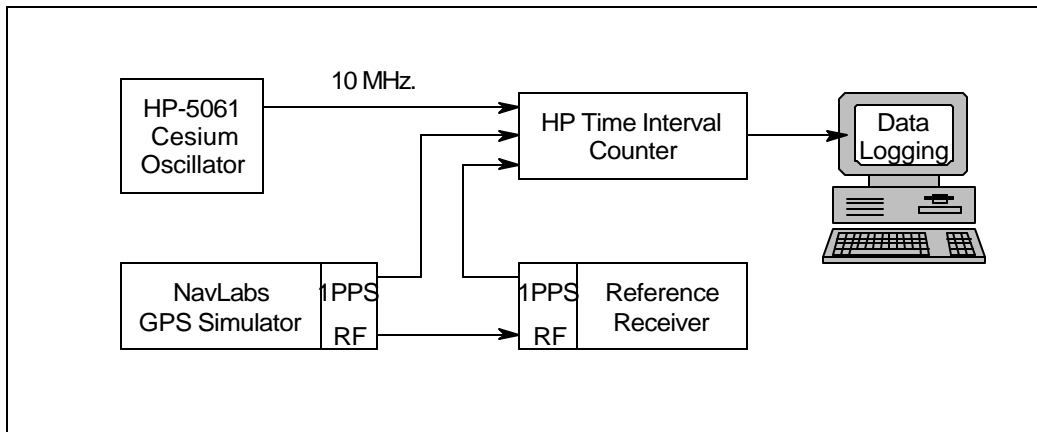 10 MHz.
HP-5061
Cesium
Oscillator
HP Time Interval
Counter
Data
Logging
NavLabs
GPS Simulator
1PPS
RF
1PPS
RF
Reference
Receiver